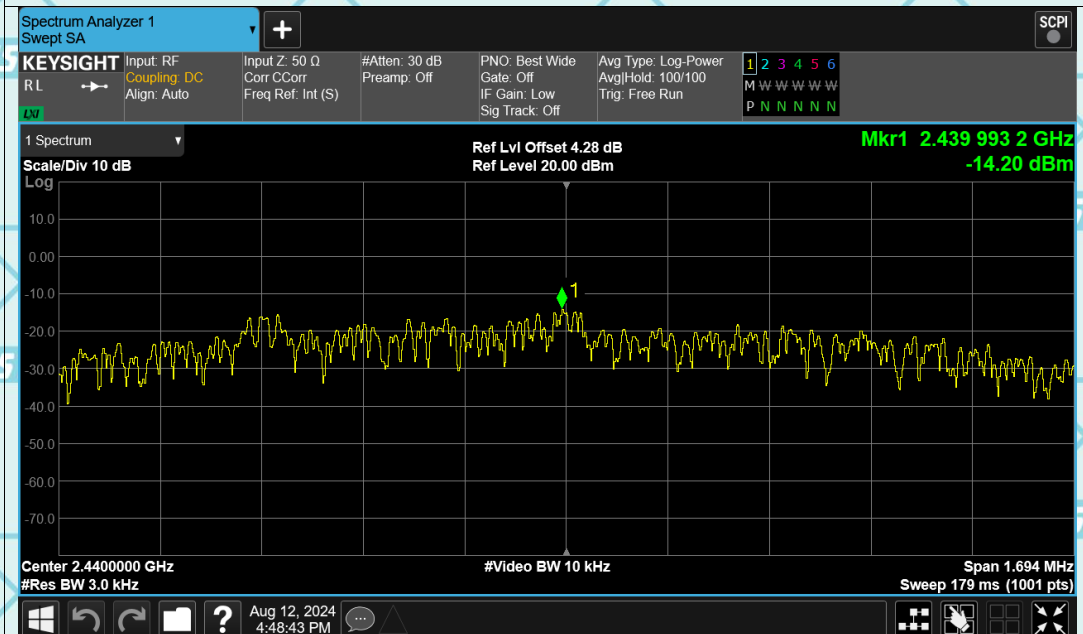 Spectrum Analyzer 1
Swept SA
+
SCPI
KEYSIGHT
R L
LXI
Input: RF
Coupling: DC
Align: Auto
Input Z: 50 Ω
Corr CCorr
Freq Ref: Int (S)
#Atten: 30 dB
Preamp: Off
PNO: Best Wide
Gate: Off
IF Gain: Low
Sig Track: Off
Avg Type: Log-Power
Avg|Hold: 100/100
Trig: Free Run
1 2 3 4 5 6
M W W W W W W
P N N N N N
1 Spectrum
Scale/Div 10 dB
Log
Ref Lvl Offset 4.28 dB
Ref Level 20.00 dBm
Mkr1 2.439 993 2 GHz
-14.20 dBm
10.0
0.00
-10.0
1
-20.0
-30.0
-40.0
-50.0
-60.0
-70.0
Center 2.4400000 GHz
#Res BW 3.0 kHz
#Video BW 10 kHz
Span 1.694 MHz
Sweep 179 ms (1001 pts)
?
Aug 12, 2024
4:48:43 PM